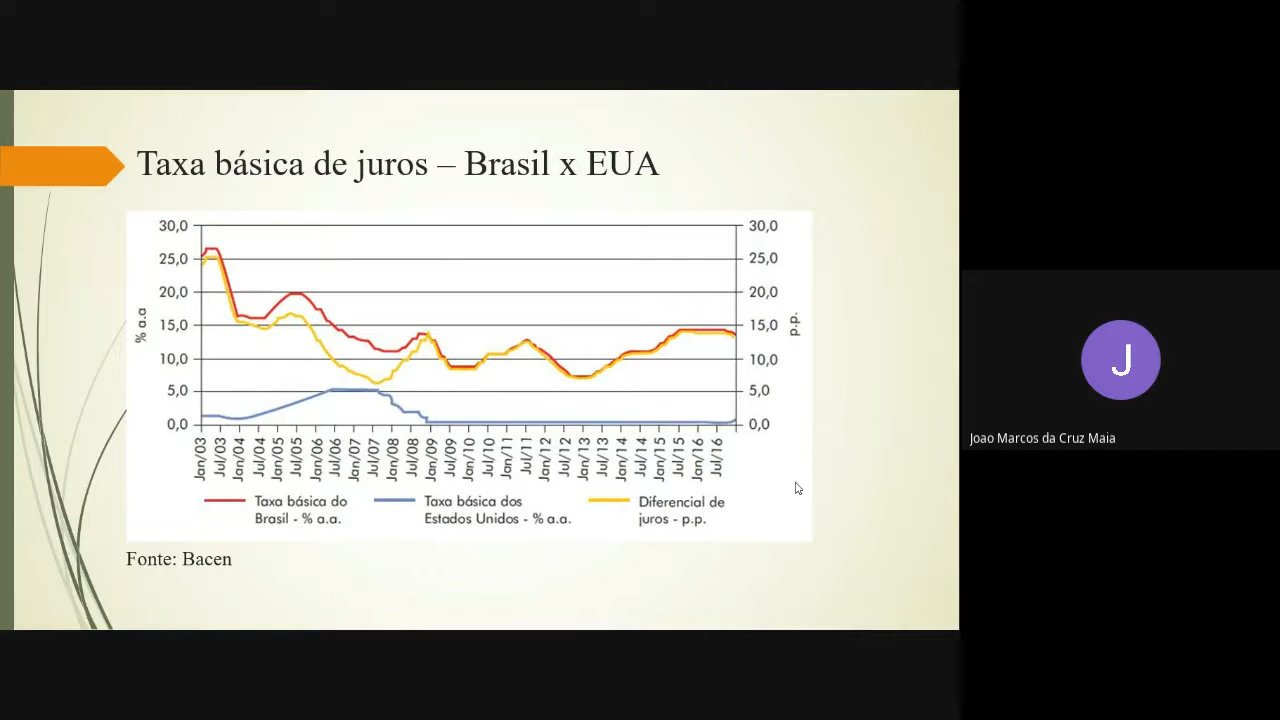 Taxa básica de juros – Brasil x EUA
30,0
25,0
20,0
15,0
10,0
5,0
0,0
% a.a
30,0
25,0
20,0
15,0
10,0
5,0
0,0
p.p.
Jan/03
Jul/03
Jan/04
Jul/04
Jan/05
Jul/05
Jan/06
Jul/06
Jan/07
Jul/07
Jan/08
Jul/08
Jan/09
Jul/09
Jan/10
Jul/10
Jan/11
Jul/11
Jan/12
Jul/12
Jan/13
Jul/13
Jan/14
Jul/14
Jan/15
Jul/15
Jan/16
Jul/16
Taxa básica do
Brasil - % a.a.
Taxa básica dos
Estados Unidos - % a.a.
Diferencial de
juros - p.p.
Fonte: Bacen
J
Joao Marcos da Cruz Maia